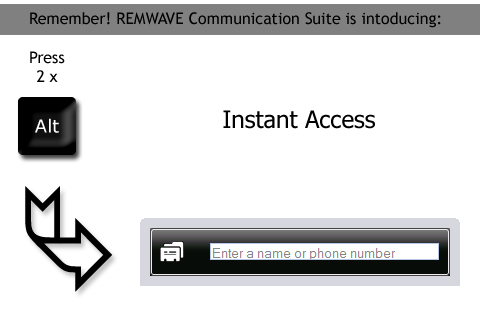 Remember! REMWAVE Communication Suite is intoducing:
Press
2 x
Alt
Instant Access
Enter a name or phone number